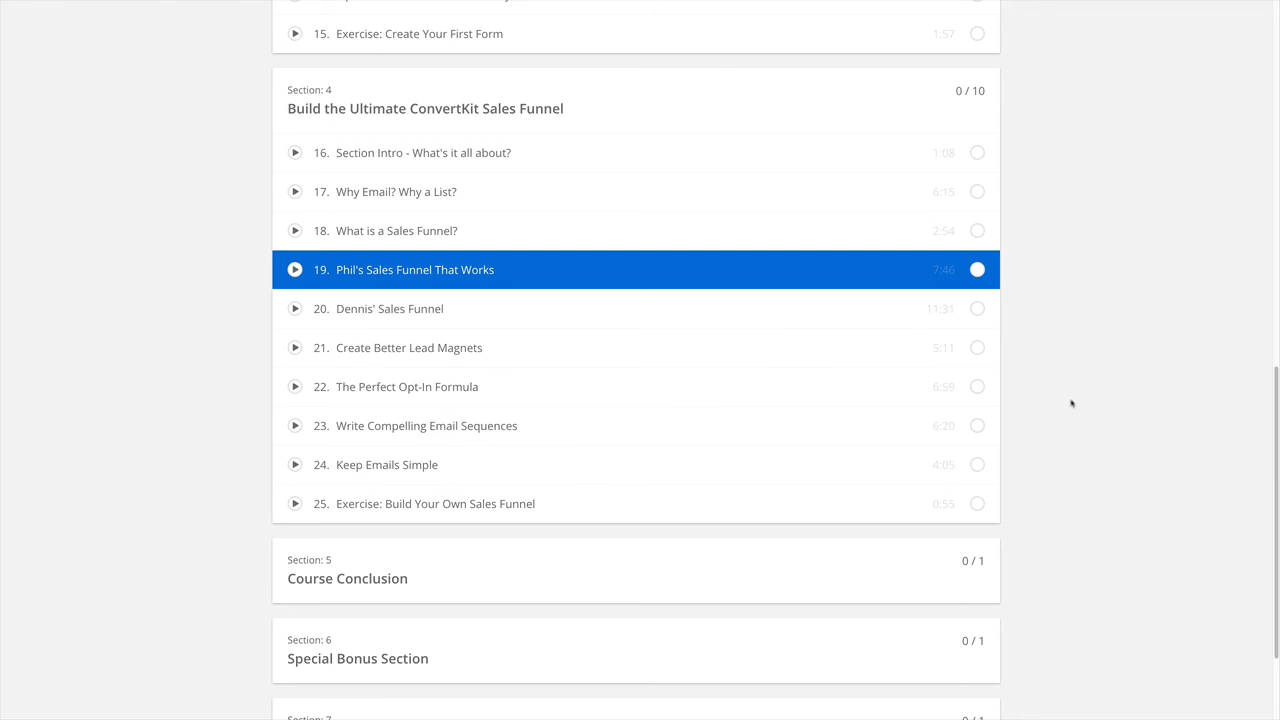 15. Exercise: Create Your First Form 1:57
Section: 4
0 / 10
Build the Ultimate ConvertKit Sales Funnel
16. Section Intro - What's it all about? 1:08
17. Why Email? Why a List? 6:15
18. What is a Sales Funnel? 2:54
19. Phil's Sales Funnel That Works 7:46
20. Dennis' Sales Funnel 11:31
21. Create Better Lead Magnets 5:11
22. The Perfect Opt-In Formula 6:59
23. Write Compelling Email Sequences 6:20
24. Keep Emails Simple 4:05
25. Exercise: Build Your Own Sales Funnel 0:55
Section: 5
0 / 1
Course Conclusion
Section: 6
0 / 1
Special Bonus Section
Section: 7
0 / 1